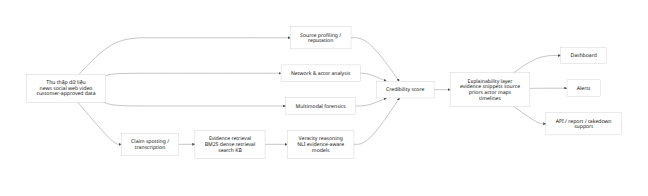 Source profiling /
reputation
Thu thập dữ liệu
news social web video
customer-approved data
Network & actor analysis
Multimodal forensics
Claim spotting /
transcription
Evidence retrieval
BM25 dense retrieval
search KB
Veracity reasoning
NLI evidence-aware
models
Credibility score
Explainability layer
evidence snippets source
priors actor maps
timelines
Dashboard
Alerts
API / report / takedown
support